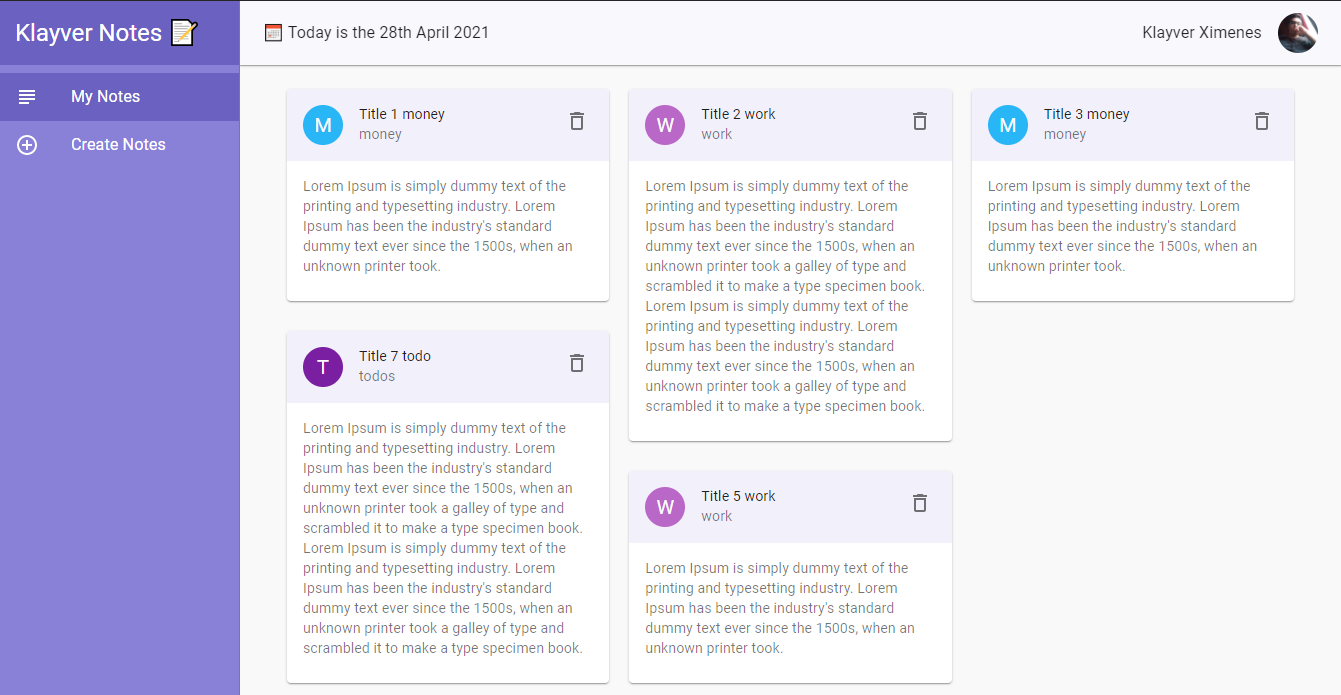 Klayver Notes
Today is the 28th April 2021
Klayver Ximenes
My Notes
Create Notes
M
Title 1 money
money
Lorem Ipsum is simply dummy text of the
printing and typesetting industry. Lorem
Ipsum has been the industry's standard
dummy text ever since the 1500s, when an
unknown printer took.
T
Title 7 todo
todos
Lorem Ipsum is simply dummy text of the
printing and typesetting industry. Lorem
Ipsum has been the industry's standard
dummy text ever since the 1500s, when an
unknown printer took a galley of type and
scrambled it to make a type specimen book.
Lorem Ipsum is simply dummy text of the
printing and typesetting industry. Lorem
Ipsum has been the industry's standard
dummy text ever since the 1500s, when an
unknown printer took a galley of type and
scrambled it to make a type specimen book.
W
Title 2 work
work
Lorem Ipsum is simply dummy text of the
printing and typesetting industry. Lorem
Ipsum has been the industry's standard
dummy text ever since the 1500s, when an
unknown printer took a galley of type and
scrambled it to make a type specimen book.
Lorem Ipsum is simply dummy text of the
printing and typesetting industry. Lorem
Ipsum has been the industry's standard
dummy text ever since the 1500s, when an
unknown printer took a galley of type and
scrambled it to make a type specimen book.
W
Title 5 work
work
Lorem Ipsum is simply dummy text of the
printing and typesetting industry. Lorem
Ipsum has been the industry's standard
dummy text ever since the 1500s, when an
unknown printer took.
M
Title 3 money
money
Lorem Ipsum is simply dummy text of the
printing and typesetting industry. Lorem
Ipsum has been the industry's standard
dummy text ever since the 1500s, when an
unknown printer took.